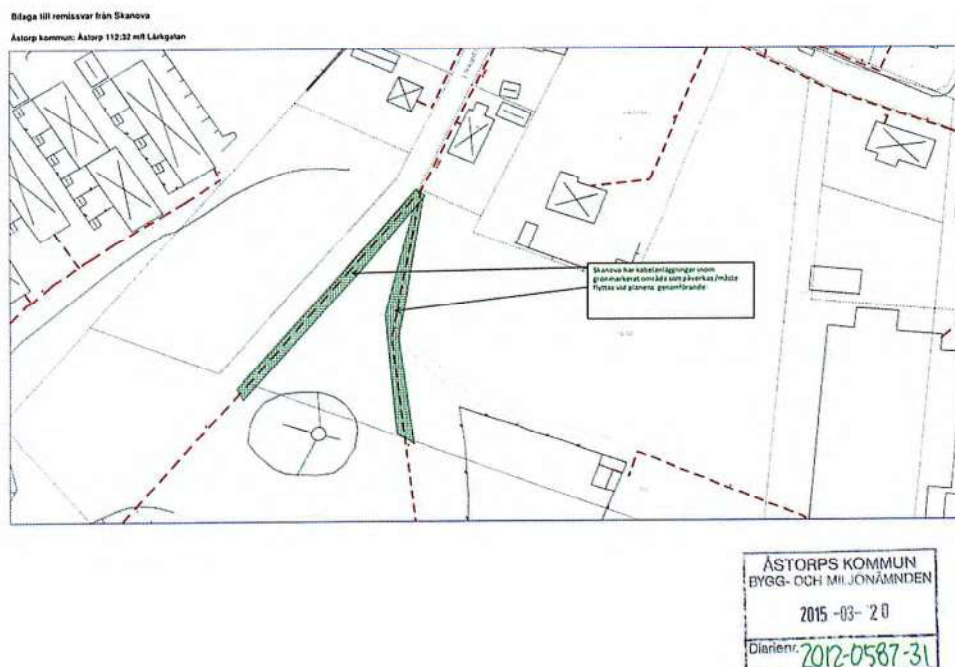 Bilaga till remissvar från Skanova
Åstorp kommun: Åstorp 112:32 mfl Lärkgatan
Skanova har kabelanläggningar inom
grönmarkerat område som påverkas/måste
flyttas vid planens genomförande
ÅSTORPS KOMMUN
BYGG- OCH MILJÖNÄMNDEN
2015 -03- 20
Diarienr. 2012-0587-31